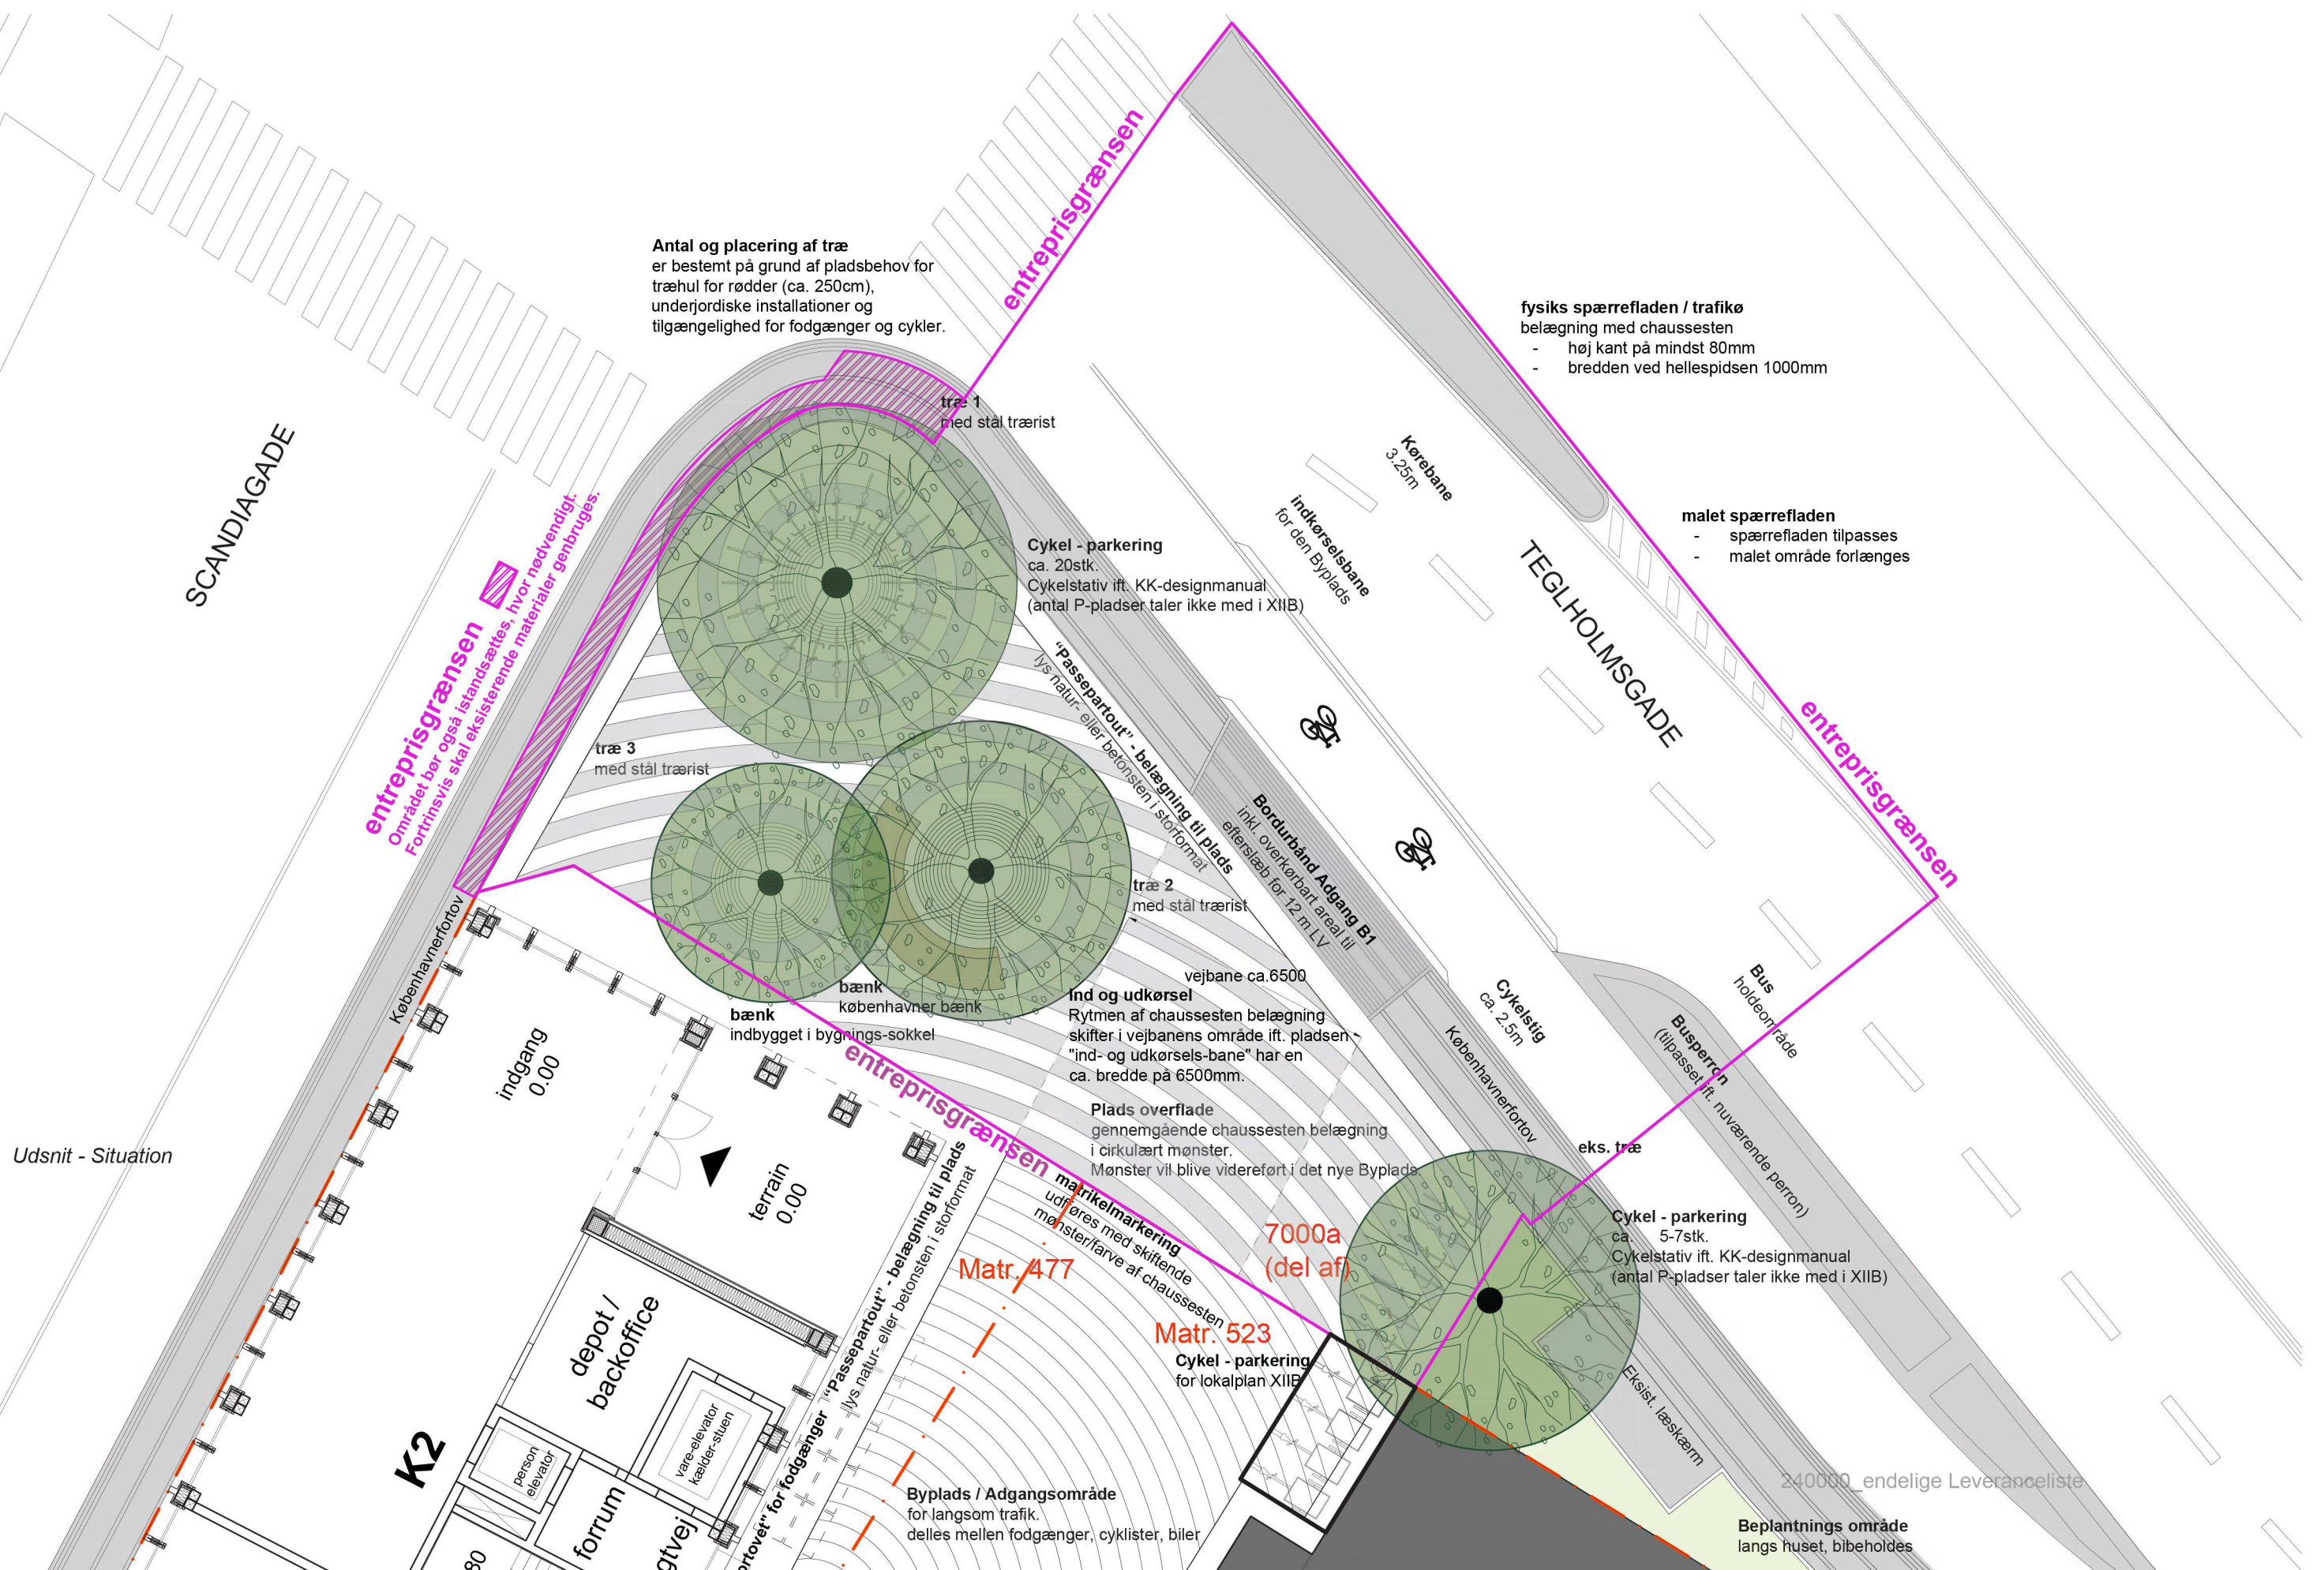 entreprisgrænsen
Antal og placering af træ
er bestemt på grund af pladsbehov for
træhul for rødder (ca. 250cm),
underjordiske installationer og
tilgængelighed for fodgænger og cykler.
fysiks spærrefladen / trafikø
belægning med chaussesten
- høj kant på mindst 80mm
- bredden ved hellespidsen 1000mm
træ 1
med stål trærist
SCANDIAGADE
Kørebane
3.25m
indkørselsbane
for den Byplads
malet spærrefladen
- spærrefladen tilpasses
- malet område forlænges
TEGLHOLMSGADE
entreprisgrænsen
Området bør også istandsættes, hvor nødvendigt.
Fortrinsvis skal eksisterende materialer genbruges.
Cykel - parkering
ca. 20stk.
Cykelstativ ift. KK-designmanual
(antal P-pladser taler ikke med i XIIB)
"Passepartout" - belægning til plads
lys natur- eller betonsten i storformat
træ 3
med stål trærist
entreprisgrænsen
Bordurbånd Adgang B1
inkl. overkørbart areal til
efterslæb for 12 m LV
træ 2
med stål trærist
Københavnerfortov
vejbane ca.6500
bænk
københavner bænk
bænk
indbygget i bygnings-sokkel
Ind og udkørsel
Rytmen af chaussesten belægning
skifter i vejbanens område ift. pladsen
"ind- og udkørsels-bane" har en
ca. bredde på 6500mm.
Cykelstig
ca. 2.5m
Bus
holdeområde
Busperron
(tilpasset ift. nuværende perron)
Københavnerfortov
indgang
0.00
entreprisgrænsen
Plads overflade
gennemgående chaussesten belægning
i cirkulært mønster.
Mønster vil blive videreført i det nye Byplads.
eks. træ
Udsnit - Situation
terrain
0.00
matrikelmarkering
udføres med skiftende
mønster/farve af chaussesten
Cykel - parkering
ca. 5-7stk.
Cykelstativ ift. KK-designmanual
(antal P-pladser taler ikke med i XIIB)
7000a
(del af)
Matr. 477
Matr. 523
Cykel - parkering
for lokalplan XIIB
"Passepartout" - belægning til plads
lys natur- eller betonsten i storformat
depot /
backoffice
K2
person
elevator
vare-elevator
kælder-stuen
Eksist. læskærm
240000_endelige Leveranceliste
Byplads / Adgangsområde
for langsom trafik.
delles mellen fodgænger, cyklister, biler
Beplantnings område
langs huset, bibeholdes
ortovet" for fodgænger
forrum
gtvej
80